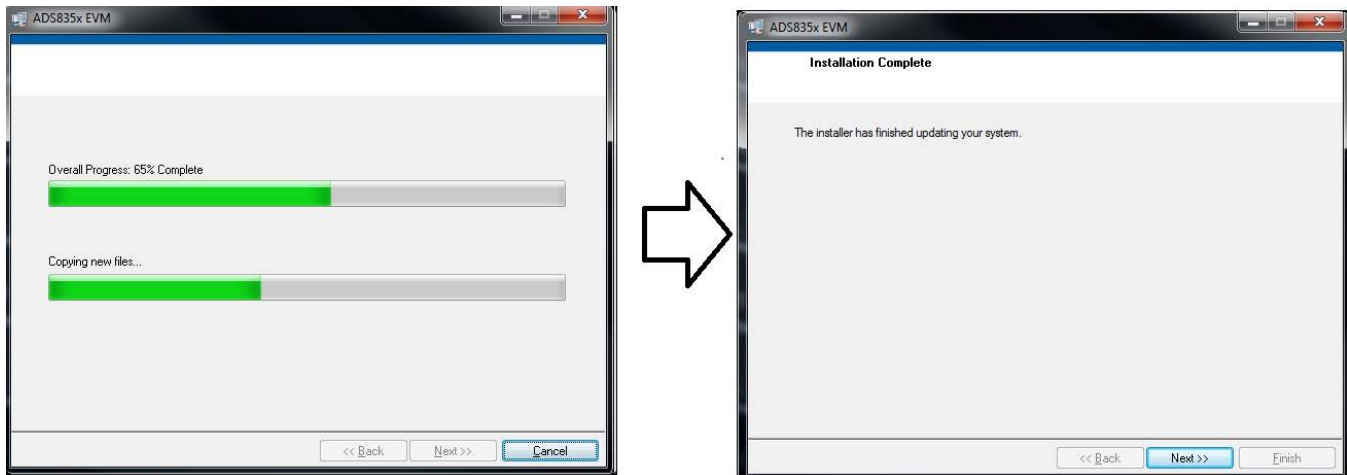 ADS835x EVM
Overall Progress: 65% Complete
Copying new files...
<< Back Next >> Cancel
ADS835x EVM
Installation Complete
The installer has finished updating your system.
<< Back Next >> Finish